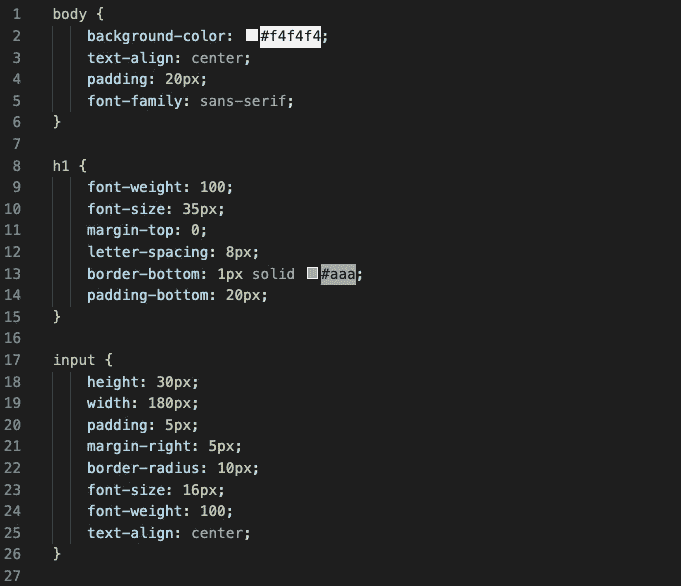 1 body {
2 background-color: #f4f4f4;
3 text-align: center;
4 padding: 20px;
5 font-family: sans-serif;
6 }
7
8 h1 {
9 font-weight: 100;
10 font-size: 35px;
11 margin-top: 0;
12 letter-spacing: 8px;
13 border-bottom: 1px solid #aaa;
14 padding-bottom: 20px;
15 }
16
17 input {
18 height: 30px;
19 width: 180px;
20 padding: 5px;
21 margin-right: 5px;
22 border-radius: 10px;
23 font-size: 16px;
24 font-weight: 100;
25 text-align: center;
26 }
27